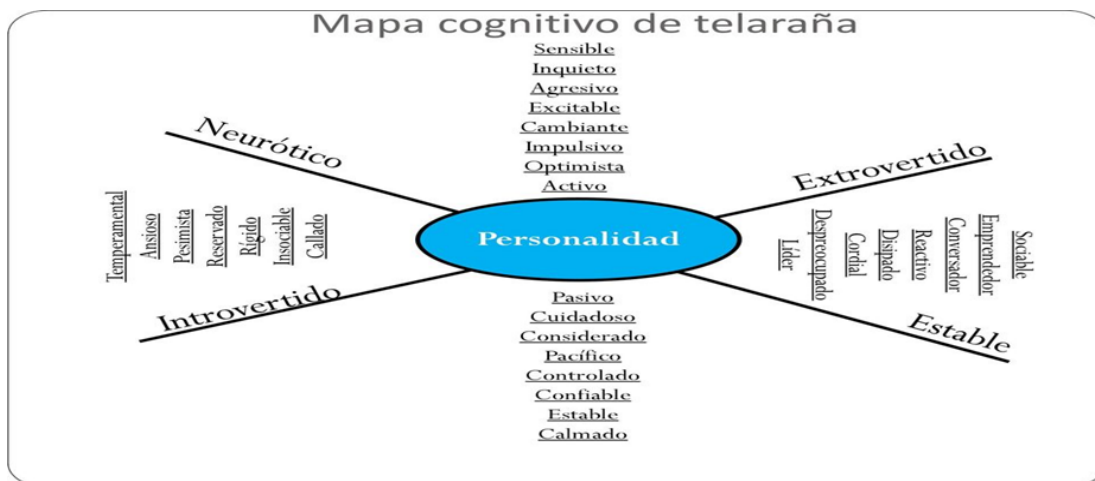 Mapa cognitivo de telaraña
Sensible
Inquieto
Agresivo
Excitable
Cambiante
Impulsivo
Optimista
Activo
Neurótico
Extrovertido
Temperamental
Ansioso
Pesimista
Reservado
Rígido
Insociable
Callado
Personalidad
Líder
Despreocupado
Cordial
Disipado
Reactivo
Conversador
Emprendedor
Sociable
Introvertido
Estable
Pasivo
Cuidadoso
Considerado
Pacífico
Controlado
Confiable
Estable
Calmado